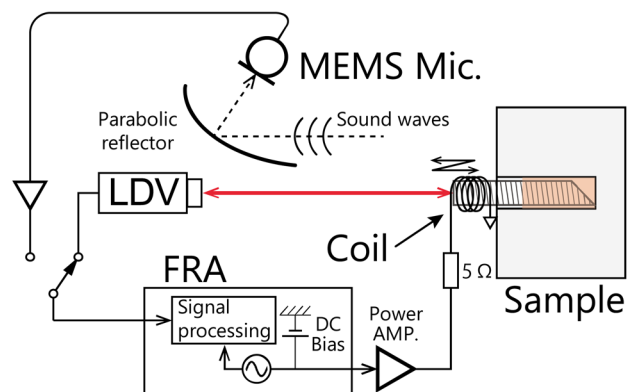 MEMS Mic.
Parabolic
reflector
Sound waves
LDV
Coil
5 Ω
Sample
FRA
Signal
processing
DC
Bias
Power
AMP.